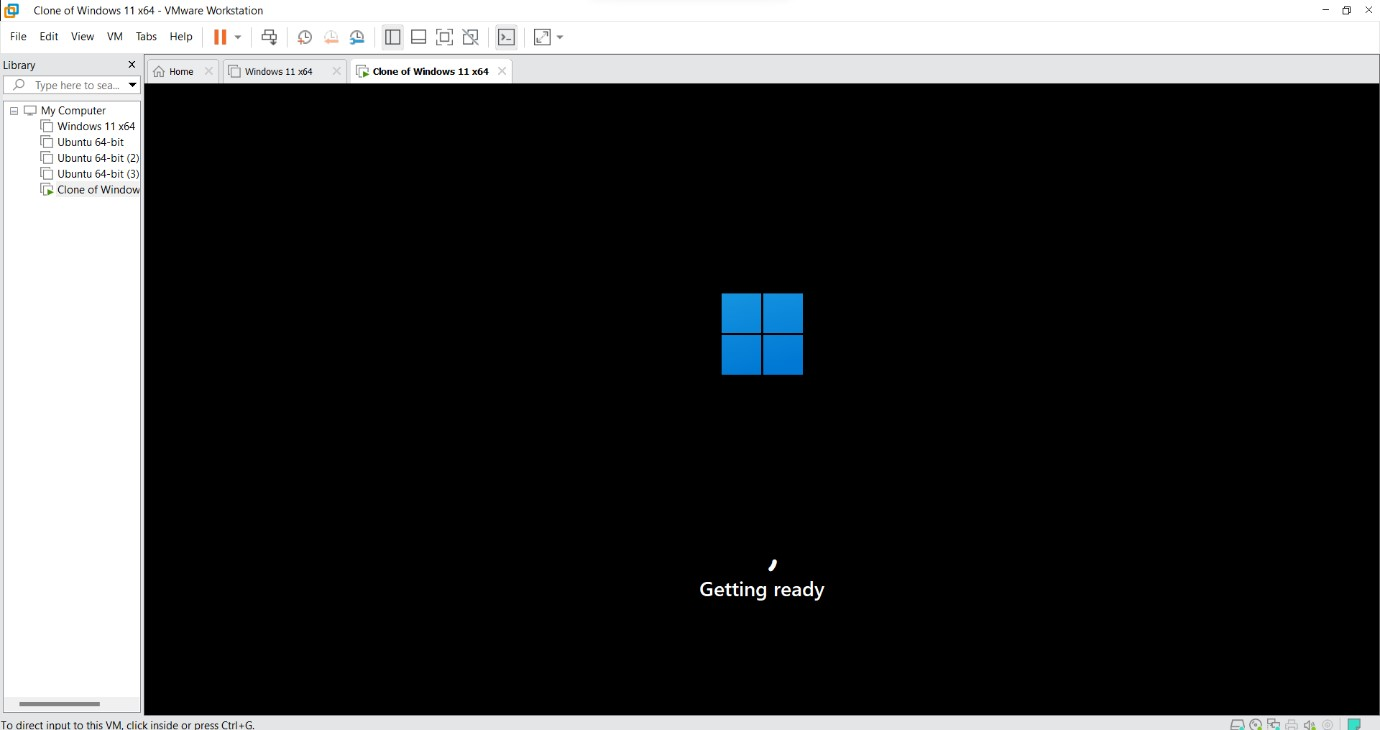 Clone of Windows 11 x64 - VMware Workstation
File Edit View VM Tabs Help
Library
Type here to sea...
Home
Windows 11 x64
Clone of Windows 11 x64
My Computer
Windows 11 x64
Ubuntu 64-bit
Ubuntu 64-bit (2)
Ubuntu 64-bit (3)
Clone of Window
Getting ready
To direct input to this VM, click inside or press Ctrl+G.